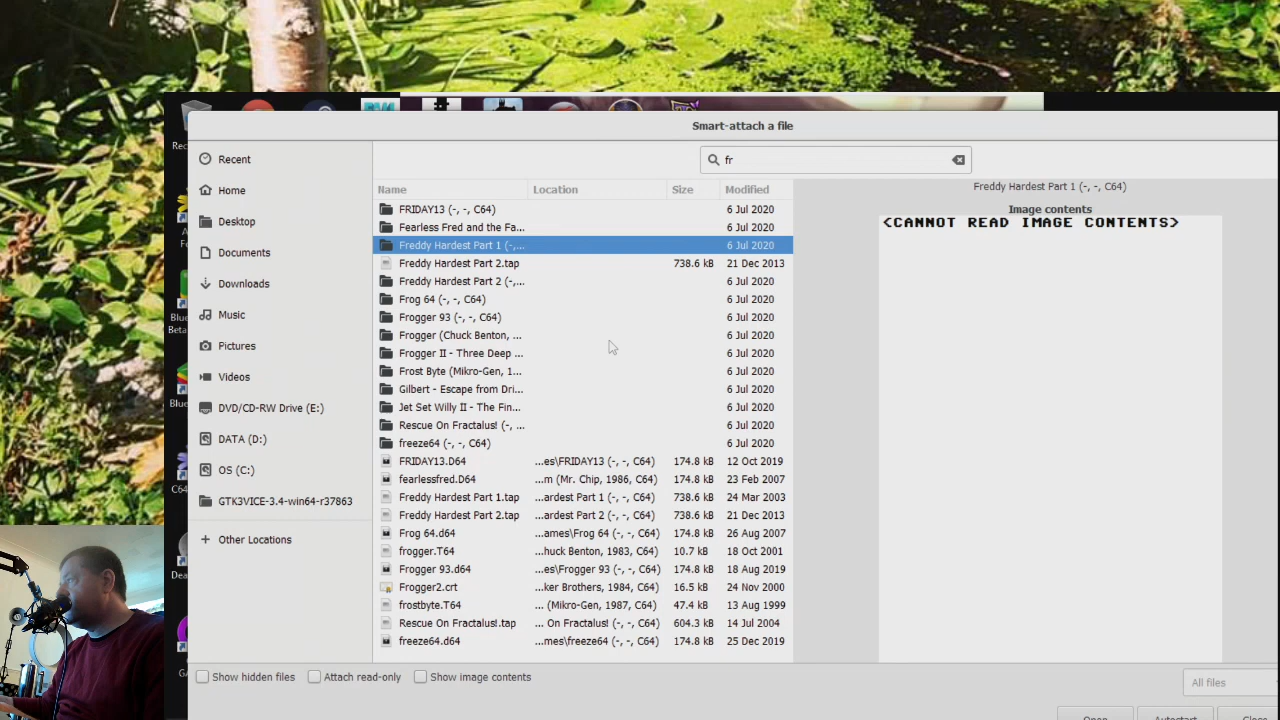 Smart-attach a file
fr
Recent
Home
Desktop
Documents
Downloads
Music
Pictures
Videos
DVD/CD-RW Drive (E:)
DATA (D:)
OS (C:)
GTK3VICE-3.4-win64-r37863
Other Locations
Name Location Size Modified
FRIDAY13 (-, -, C64) 6 Jul 2020
Fearless Fred and the Fa... 6 Jul 2020
Freddy Hardest Part 1 (-,... 6 Jul 2020
Freddy Hardest Part 2.tap 738.6 kB 21 Dec 2013
Freddy Hardest Part 2 (-,... 6 Jul 2020
Frog 64 (-, -, C64) 6 Jul 2020
Frogger 93 (-, -, C64) 6 Jul 2020
Frogger (Chuck Benton, ... 6 Jul 2020
Frogger II - Three Deep ... 6 Jul 2020
Frost Byte (Mikro-Gen, 1... 6 Jul 2020
Gilbert - Escape from Dri... 6 Jul 2020
Jet Set Willy II - The Fin... 6 Jul 2020
Rescue On Fractalus! (-, ... 6 Jul 2020
freeze64 (-, -, C64) 6 Jul 2020
FRIDAY13.D64 ...es\FRIDAY13 (-, -, C64) 174.8 kB 12 Oct 2019
fearlessfred.D64 ...m (Mr. Chip, 1986, C64) 174.8 kB 23 Feb 2007
Freddy Hardest Part 1.tap ...ardest Part 1 (-, -, C64) 738.6 kB 24 Mar 2003
Freddy Hardest Part 2.tap ...ardest Part 2 (-, -, C64) 738.6 kB 21 Dec 2013
Frog 64.d64 ...ames\Frog 64 (-, -, C64) 174.8 kB 26 Aug 2007
frogger.T64 ...huck Benton, 1983, C64) 10.7 kB 18 Oct 2001
Frogger 93.d64 ...es\Frogger 93 (-, -, C64) 174.8 kB 18 Aug 2019
Frogger2.crt ...ker Brothers, 1984, C64) 16.5 kB 24 Nov 2000
frostbyte.T64 ... (Mikro-Gen, 1987, C64) 47.4 kB 13 Aug 1999
Rescue On Fractalus!.tap ... On Fractalus! (-, -, C64) 604.3 kB 14 Jul 2004
freeze64.d64 ...mes\freeze64 (-, -, C64) 174.8 kB 25 Dec 2019
Freddy Hardest Part 1 (-, -, C64)
Image contents
<CANNOT READ IMAGE CONTENTS>
Show hidden files Attach read-only Show image contents
All files
Open Autostart Close